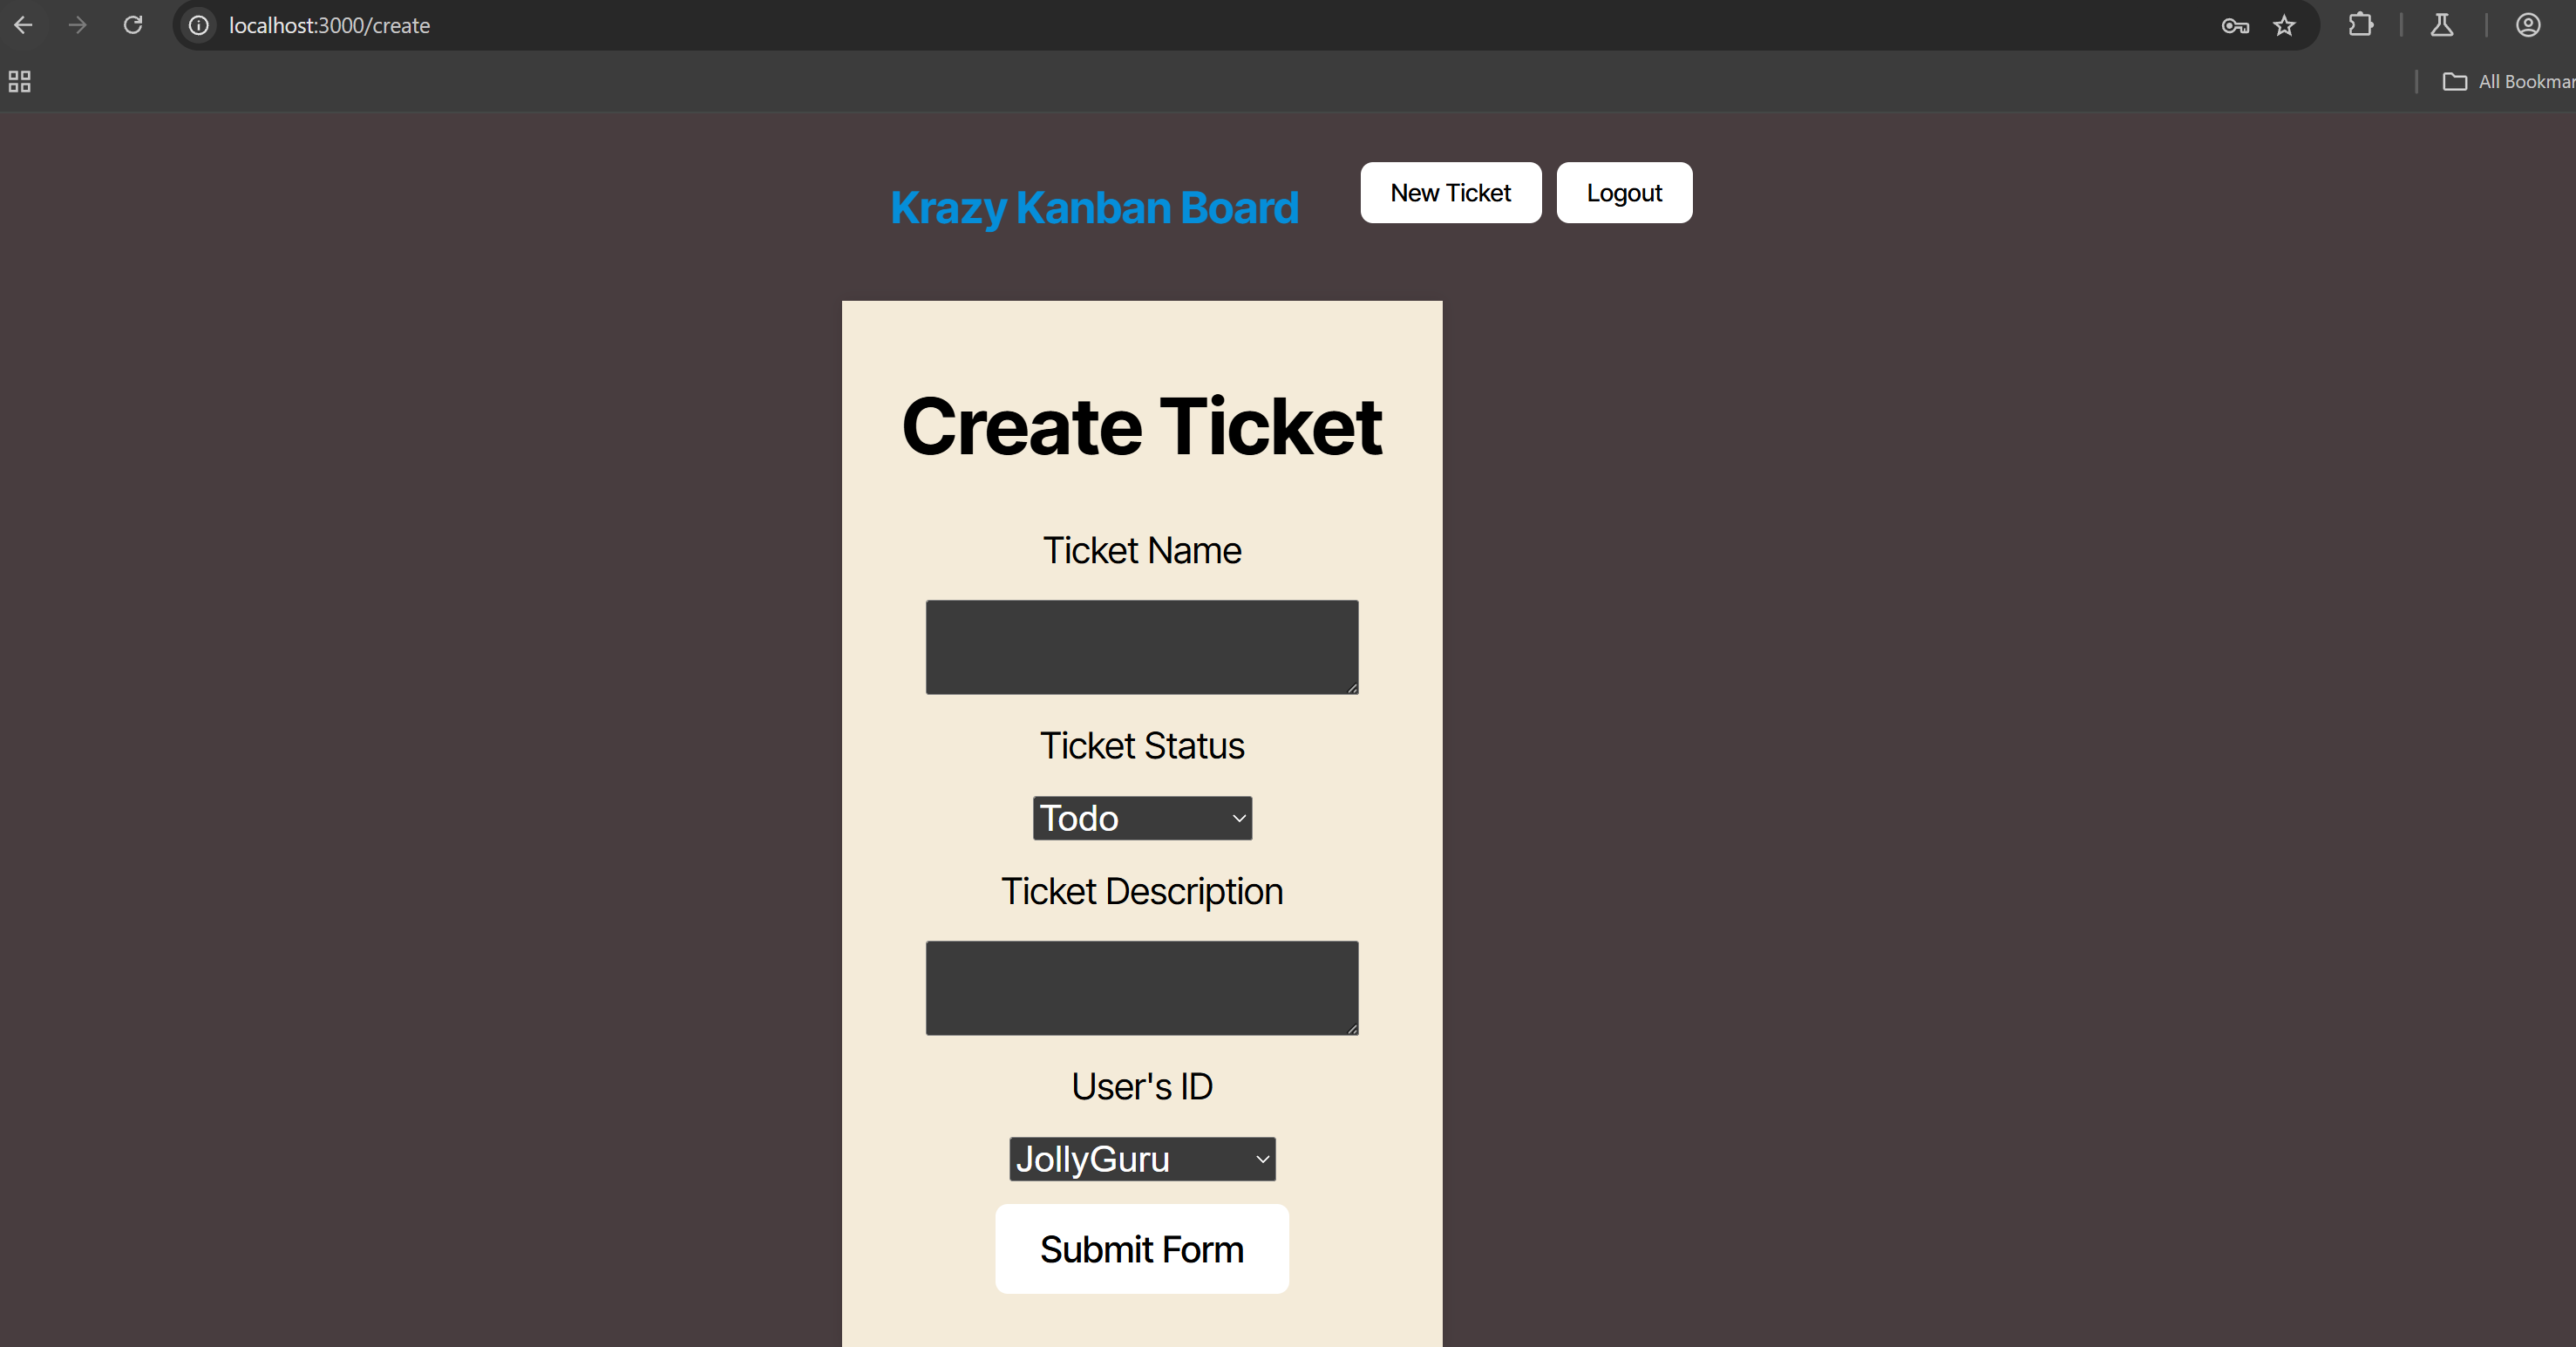 localhost:3000/create
All Bookmar
Krazy Kanban Board
New Ticket
Logout
Create Ticket
Ticket Name
Ticket Status
Todo
Ticket Description
User's ID
JollyGuru
Submit Form